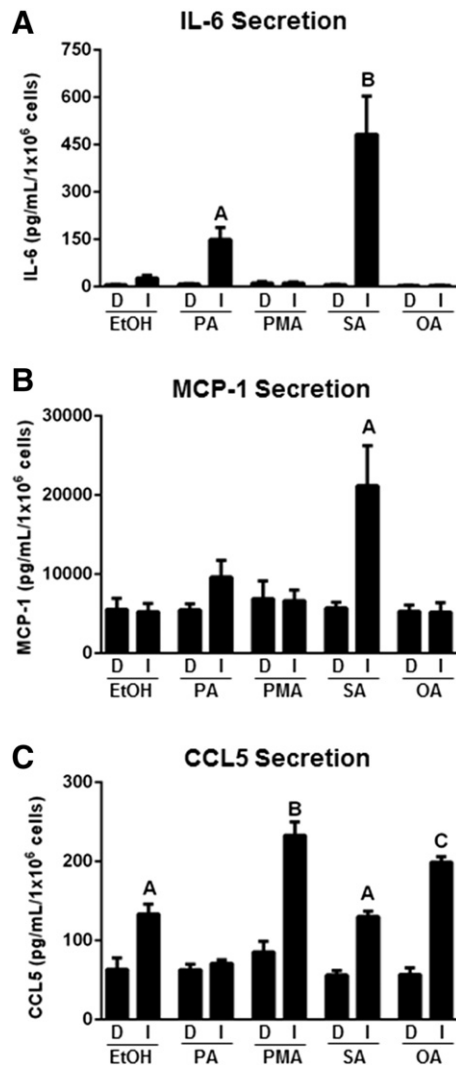 A
IL-6 Secretion
IL-6 (pg/mL/1x10⁶ cells)
750
600
450
300
150
0
A
B
D I D I D I D I D I
EtOH PA PMA SA OA
B
MCP-1 Secretion
MCP-1 (pg/mL/1x10⁶ cells)
30000
20000
10000
0
A
D I D I D I D I D I
EtOH PA PMA SA OA
C
CCL5 Secretion
CCL5 (pg/mL/1x10⁶ cells)
300
200
100
0
A
B
A
C
D I D I D I D I D I
EtOH PA PMA SA OA